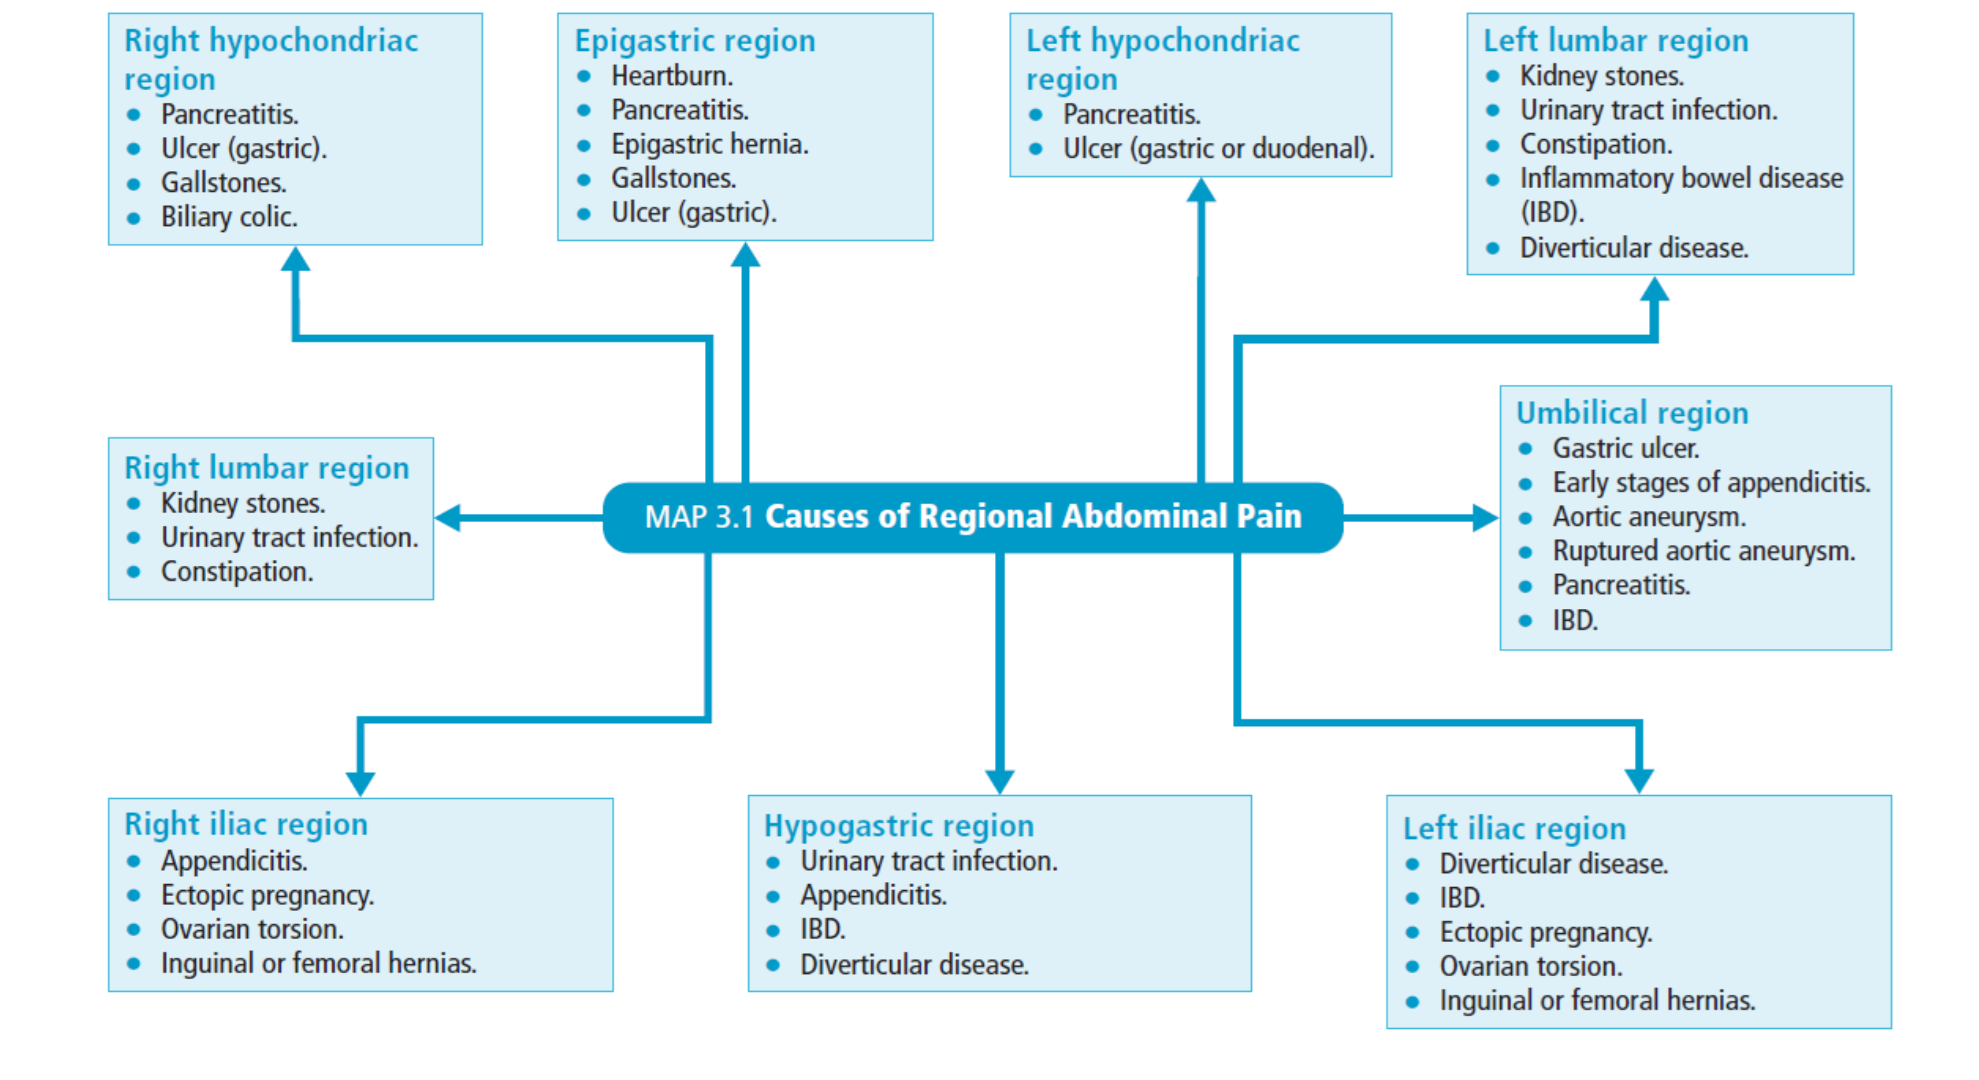 Right hypochondriac
region
• Pancreatitis.
• Ulcer (gastric).
• Gallstones.
• Biliary colic.
Epigastric region
• Heartburn.
• Pancreatitis.
• Epigastric hernia.
• Gallstones.
• Ulcer (gastric).
Left hypochondriac
region
• Pancreatitis.
• Ulcer (gastric or duodenal).
Left lumbar region
• Kidney stones.
• Urinary tract infection.
• Constipation.
• Inflammatory bowel disease
(IBD).
• Diverticular disease.
Right lumbar region
• Kidney stones.
• Urinary tract infection.
• Constipation.
MAP 3.1 Causes of Regional Abdominal Pain
Umbilical region
• Gastric ulcer.
• Early stages of appendicitis.
• Aortic aneurysm.
• Ruptured aortic aneurysm.
• Pancreatitis.
• IBD.
Right iliac region
• Appendicitis.
• Ectopic pregnancy.
• Ovarian torsion.
• Inguinal or femoral hernias.
Hypogastric region
• Urinary tract infection.
• Appendicitis.
• IBD.
• Diverticular disease.
Left iliac region
• Diverticular disease.
• IBD.
• Ectopic pregnancy.
• Ovarian torsion.
• Inguinal or femoral hernias.